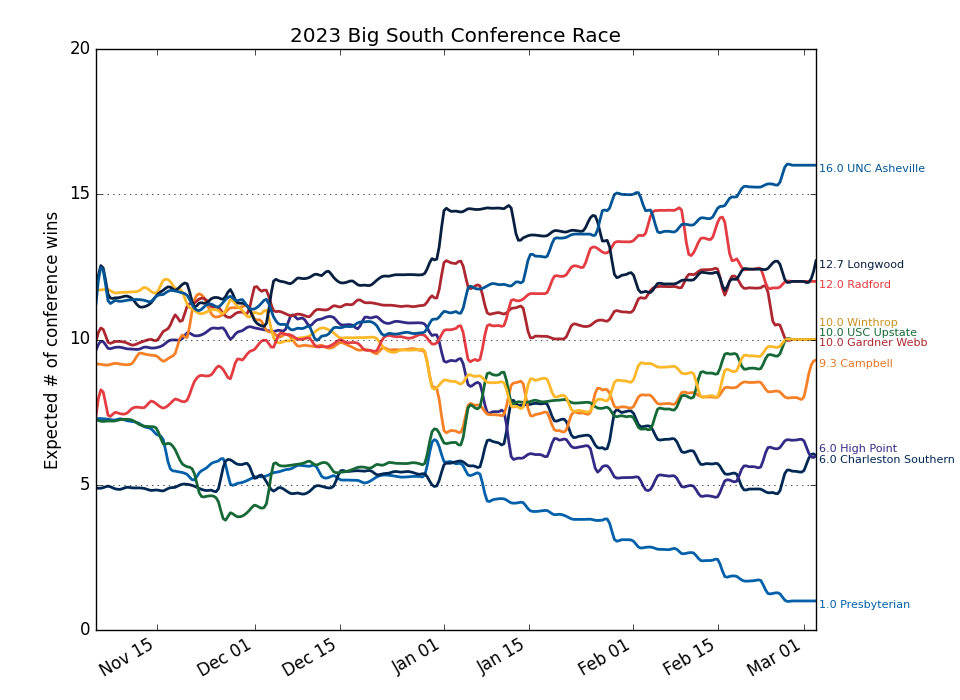 2023 Big South Conference Race
Expected # of conference wins
20
15
10
5
0
Nov 15
Dec 01
Dec 15
Jan 01
Jan 15
Feb 01
Feb 15
Mar 01
16.0 UNC Asheville
12.7 Longwood
12.0 Radford
10.0 Winthrop
10.0 USC Upstate
10.0 Gardner Webb
9.3 Campbell
6.0 High Point
6.0 Charleston Southern
1.0 Presbyterian